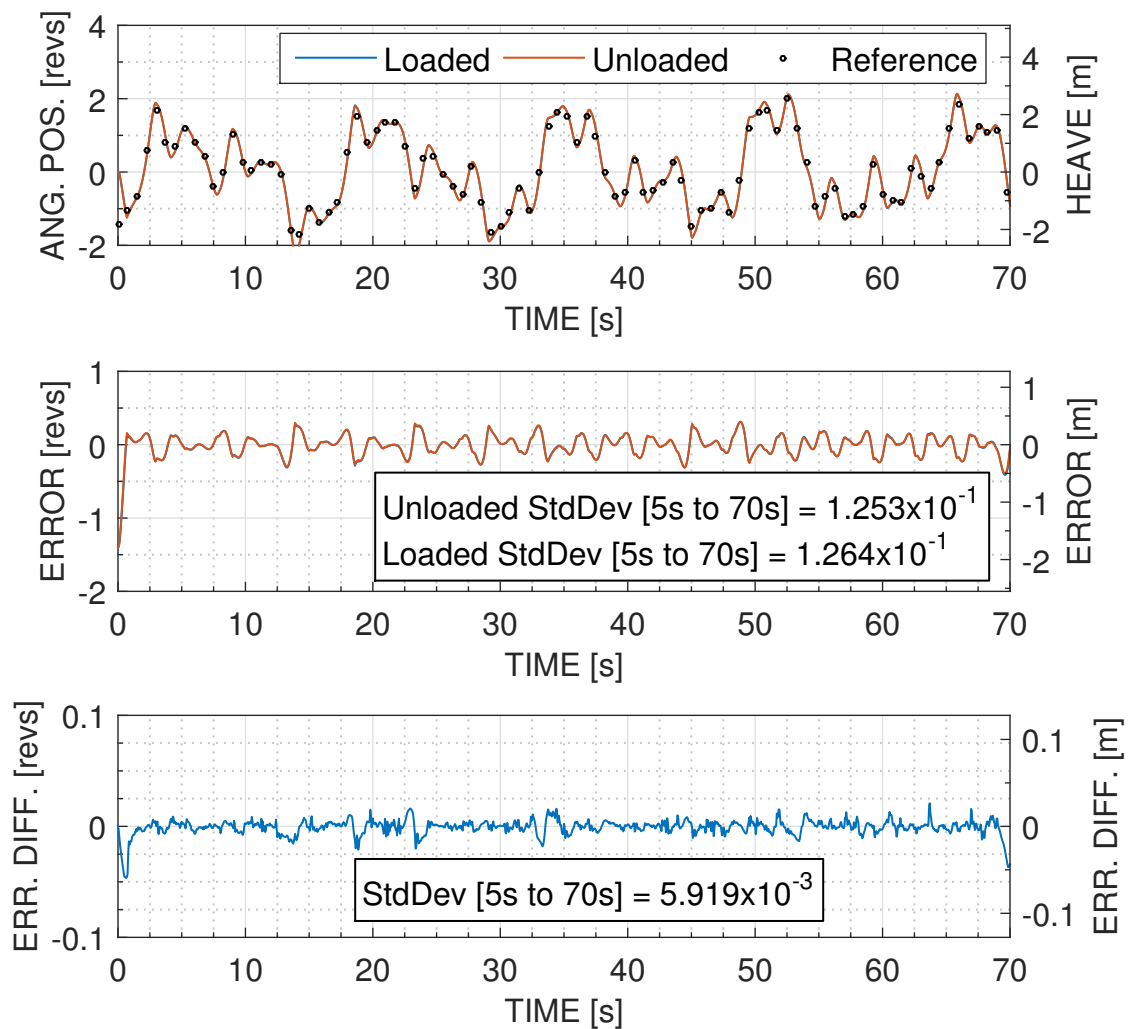 Loaded Unloaded Reference
ANG. POS. [revs]
4
2
0
-2
HEAVE [m]
4
2
0
-2
0 10 20 30 40 50 60 70
TIME [s]
ERROR [revs]
1
0
-1
-2
ERROR [m]
1
0
-1
-2
Unloaded StdDev [5s to 70s] = 1.253x10^-1
Loaded StdDev [5s to 70s] = 1.264x10^-1
0 10 20 30 40 50 60 70
TIME [s]
ERR. DIFF. [revs]
0.1
0
-0.1
ERR. DIFF. [m]
0.1
0
-0.1
StdDev [5s to 70s] = 5.919x10^-3
0 10 20 30 40 50 60 70
TIME [s]